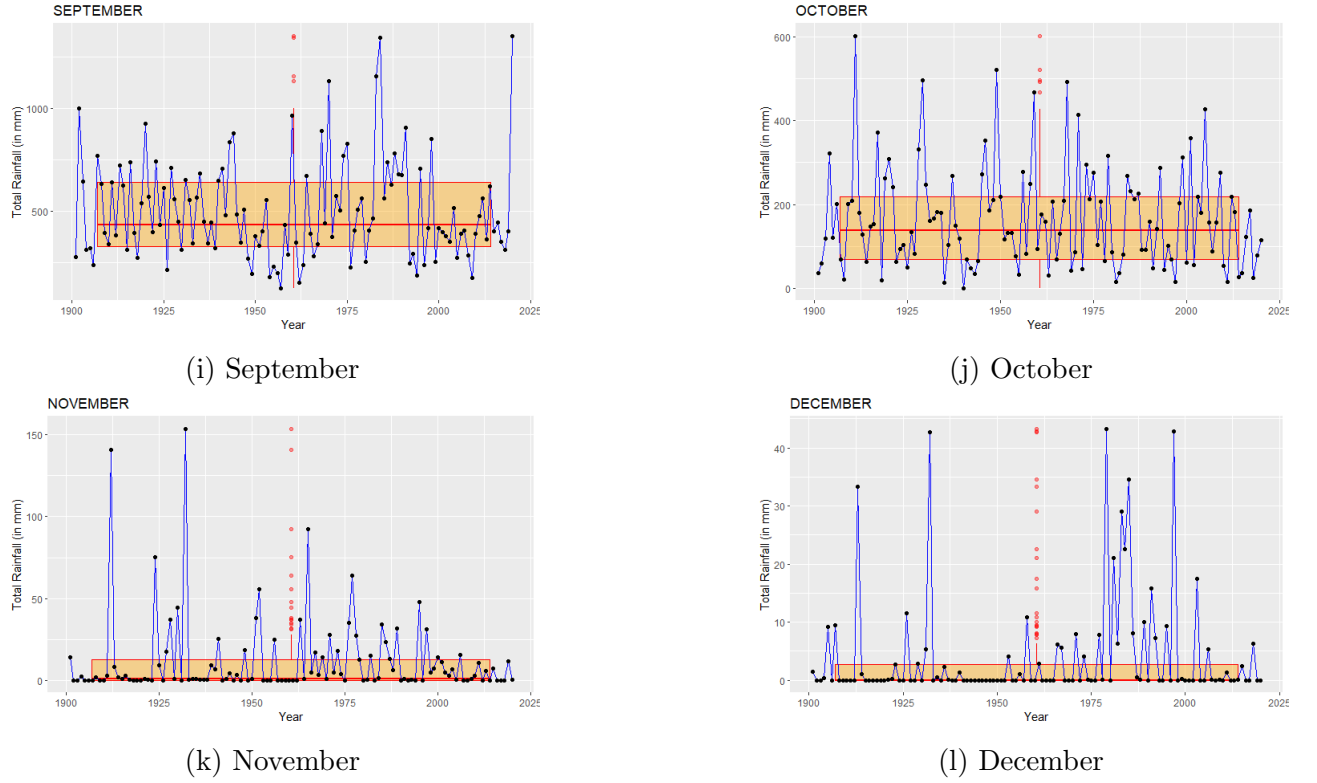 SEPTEMBER
Total Rainfall (in mm)
1000
500
1900
1925
1950
1975
2000
2025
Year
(i) September
OCTOBER
Total Rainfall (in mm)
600
400
200
0
1900
1925
1950
1975
2000
2025
Year
(j) October
NOVEMBER
Total Rainfall (in mm)
150
100
50
0
1900
1925
1950
1975
2000
2025
Year
(k) November
DECEMBER
Total Rainfall (in mm)
40
30
20
10
0
1900
1925
1950
1975
2000
2025
Year
(l) December